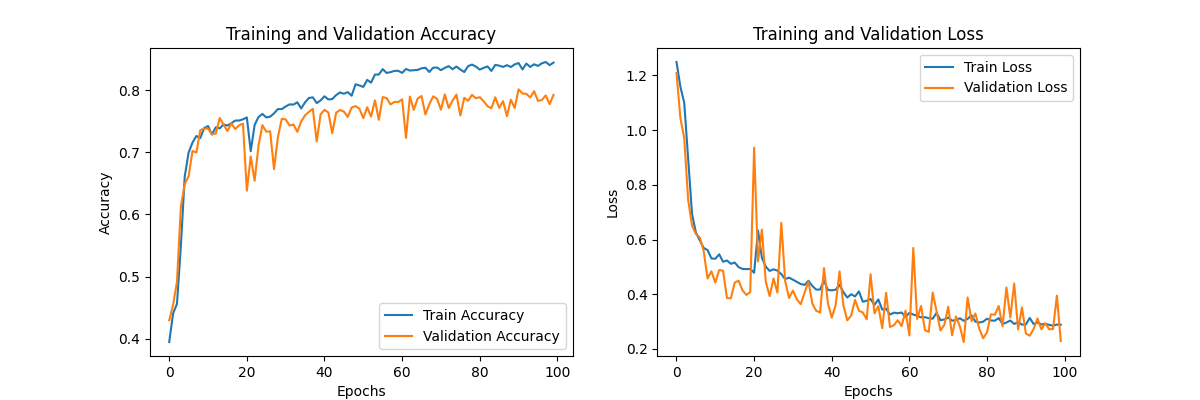 Training and Validation Accuracy
Accuracy
0.8
0.7
0.6
0.5
0.4
0
20
40
60
80
100
Epochs
Train Accuracy
Validation Accuracy
Training and Validation Loss
Loss
1.2
1.0
0.8
0.6
0.4
0.2
0
20
40
60
80
100
Epochs
Train Loss
Validation Loss